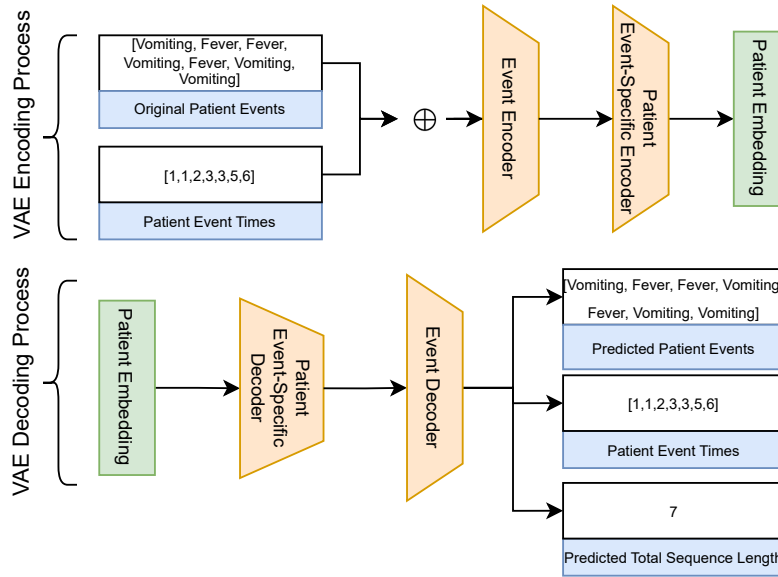 VAE Encoding Process
[Vomiting, Fever, Fever,
Vomiting, Fever, Vomiting,
Vomiting]
Original Patient Events
[1,1,2,3,3,5,6]
Patient Event Times
⊕
Event Encoder
Patient
Event-Specific Encoder
Patient Embedding
VAE Decoding Process
Patient Embedding
Patient
Event-Specific
Decoder
Event Decoder
[Vomiting, Fever, Fever, Vomiting
Fever, Vomiting, Vomiting]
Predicted Patient Events
[1,1,2,3,3,5,6]
Patient Event Times
7
Predicted Total Sequence Length